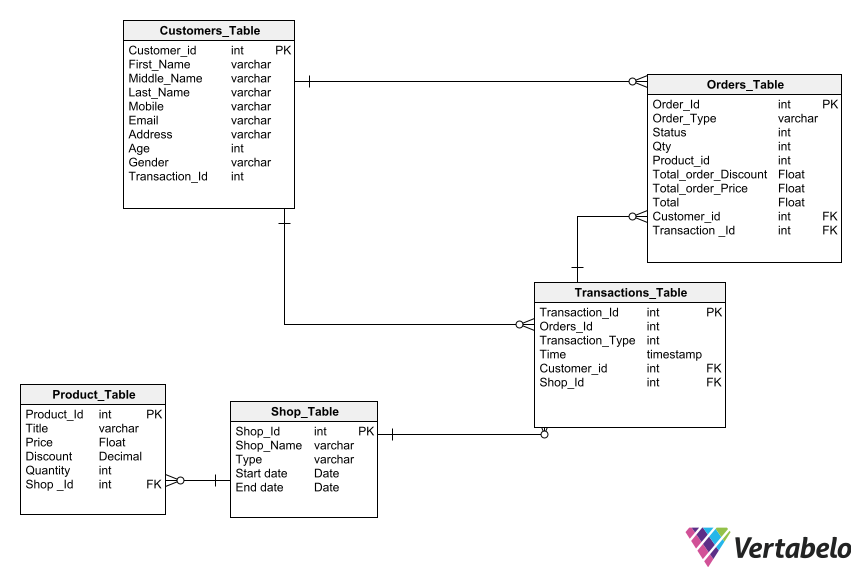 Customers_Table
Customer_id int PK
First_Name varchar
Middle_Name varchar
Last_Name varchar
Mobile varchar
Email varchar
Address varchar
Age int
Gender varchar
Transaction_Id int
Orders_Table
Order_Id int PK
Order_Type varchar
Status int
Qty int
Product_id int
Total_order_Discount Float
Total_order_Price Float
Total Float
Customer_id int FK
Transaction _Id int FK
Transactions_Table
Transaction_Id int PK
Orders_Id int
Transaction_Type int
Time timestamp
Customer_id int FK
Shop_Id int FK
Product_Table
Product_Id int PK
Title varchar
Price Float
Discount Decimal
Quantity int
Shop _Id int FK
Shop_Table
Shop_Id int PK
Shop_Name varchar
Type varchar
Start date Date
End date Date
Vertabelo